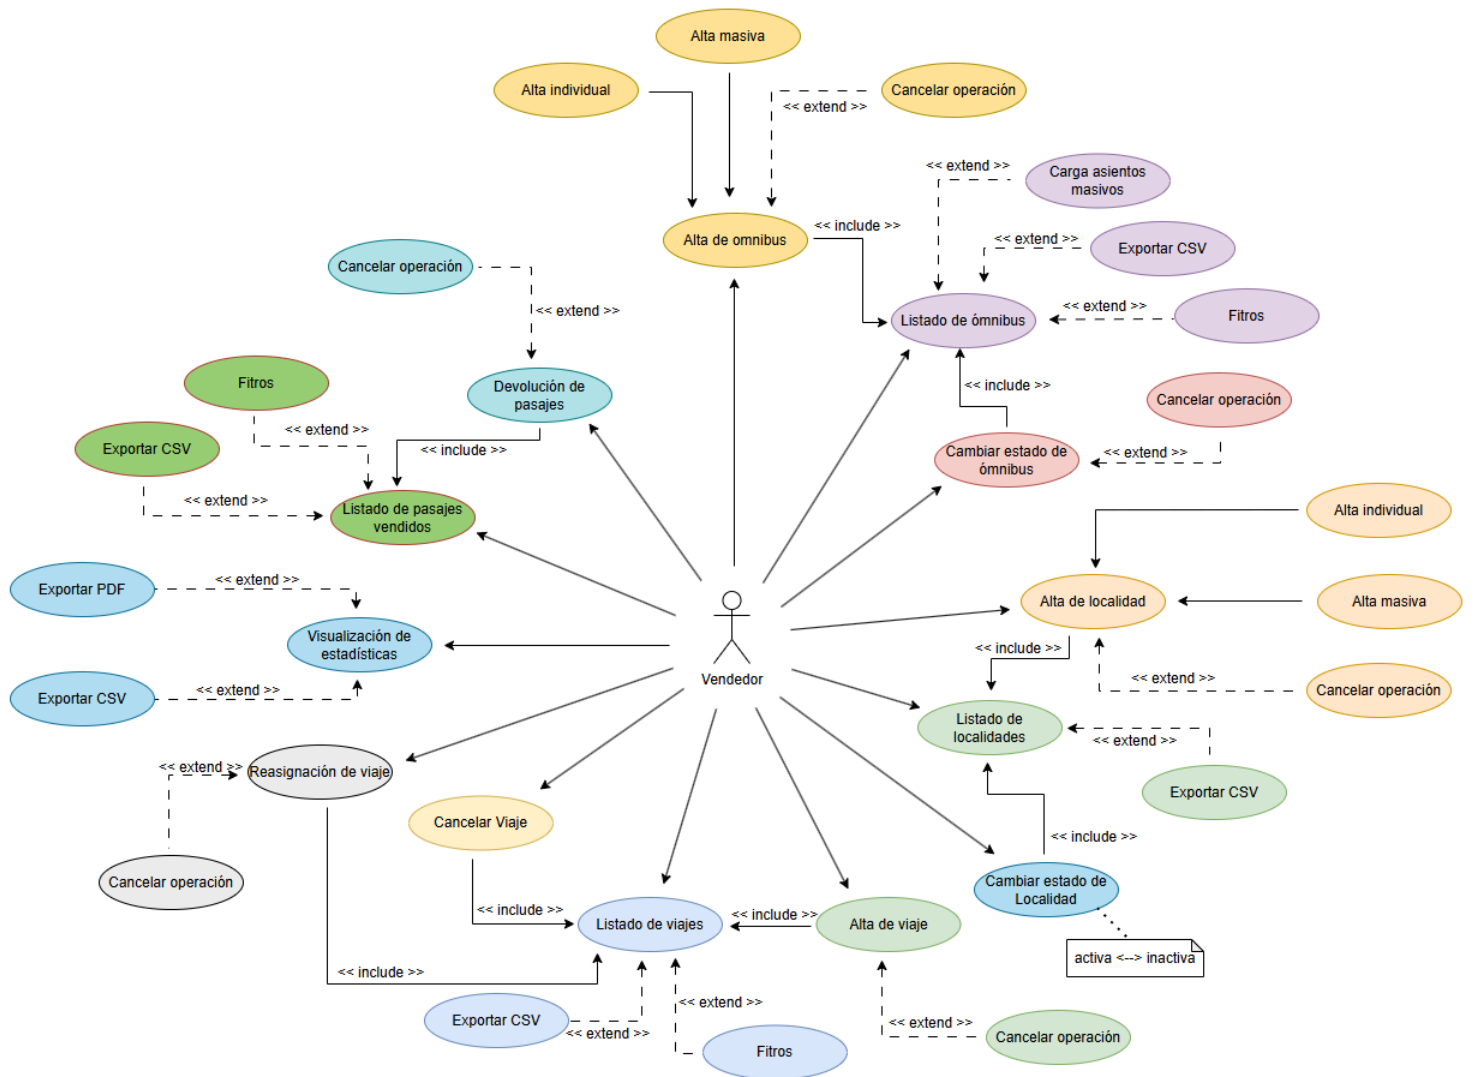 Alta masiva
Alta individual
Cancelar operación
<< extend >>
<< extend >>
Carga asientos
masivos
Alta de omnibus
<< include >>
<< extend >>
Exportar CSV
Cancelar operación
<< extend >>
Listado de ómnibus
<< extend >>
Fitros
Fitros
Devolución de
pasajes
<< include >>
Cancelar operación
<< extend >>
Exportar CSV
<< include >>
Cambiar estado de
ómnibus
<< extend >>
<< extend >>
Listado de pasajes
vendidos
Alta individual
Exportar PDF
<< extend >>
Alta de localidad
Alta masiva
Visualización de
estadísticas
<< include >>
Vendedor
Exportar CSV
<< extend >>
<< extend >>
Cancelar operación
Listado de
localidades
<< extend >>
<< extend >>
Reasignación de viaje
Exportar CSV
Cancelar Viaje
<< include >>
Cancelar operación
Cambiar estado de
Localidad
<< include >>
Listado de viajes
<< include >>
Alta de viaje
activa <--> inactiva
<< include >>
<< extend >>
Exportar CSV
<< extend >>
<< extend >>
Cancelar operación
Fitros